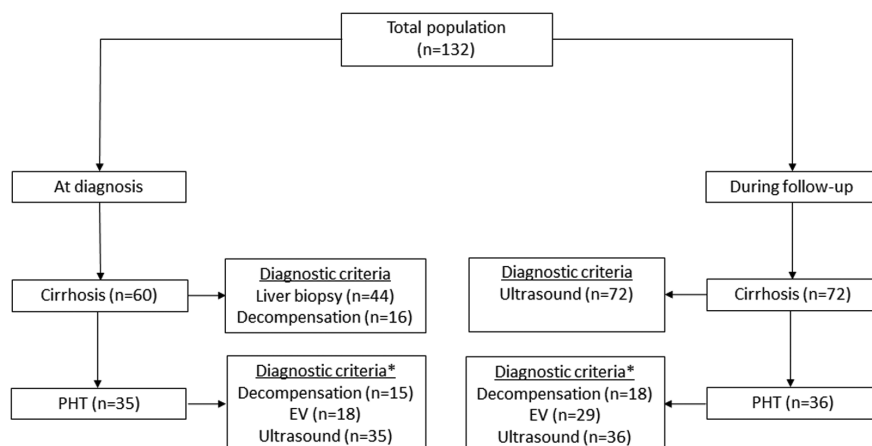 Total population
(n=132)
At diagnosis
During follow-up
Cirrhosis (n=60)
Diagnostic criteria
Liver biopsy (n=44)
Decompensation (n=16)
Diagnostic criteria
Ultrasound (n=72)
Cirrhosis (n=72)
PHT (n=35)
Diagnostic criteria*
Decompensation (n=15)
EV (n=18)
Ultrasound (n=35)
Diagnostic criteria*
Decompensation (n=18)
EV (n=29)
Ultrasound (n=36)
PHT (n=36)